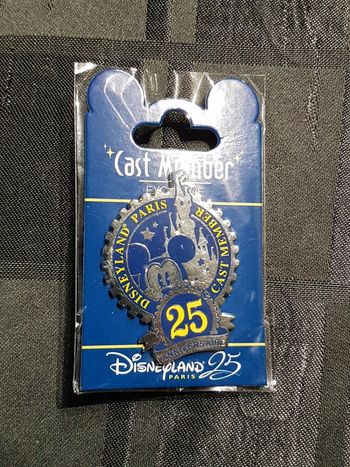 Cast Member
EXCLUSIVE
DISNEYLAND PARIS
CAST MEMBER
25
ANNIVERSAIRE
Disneyland 25
PARIS